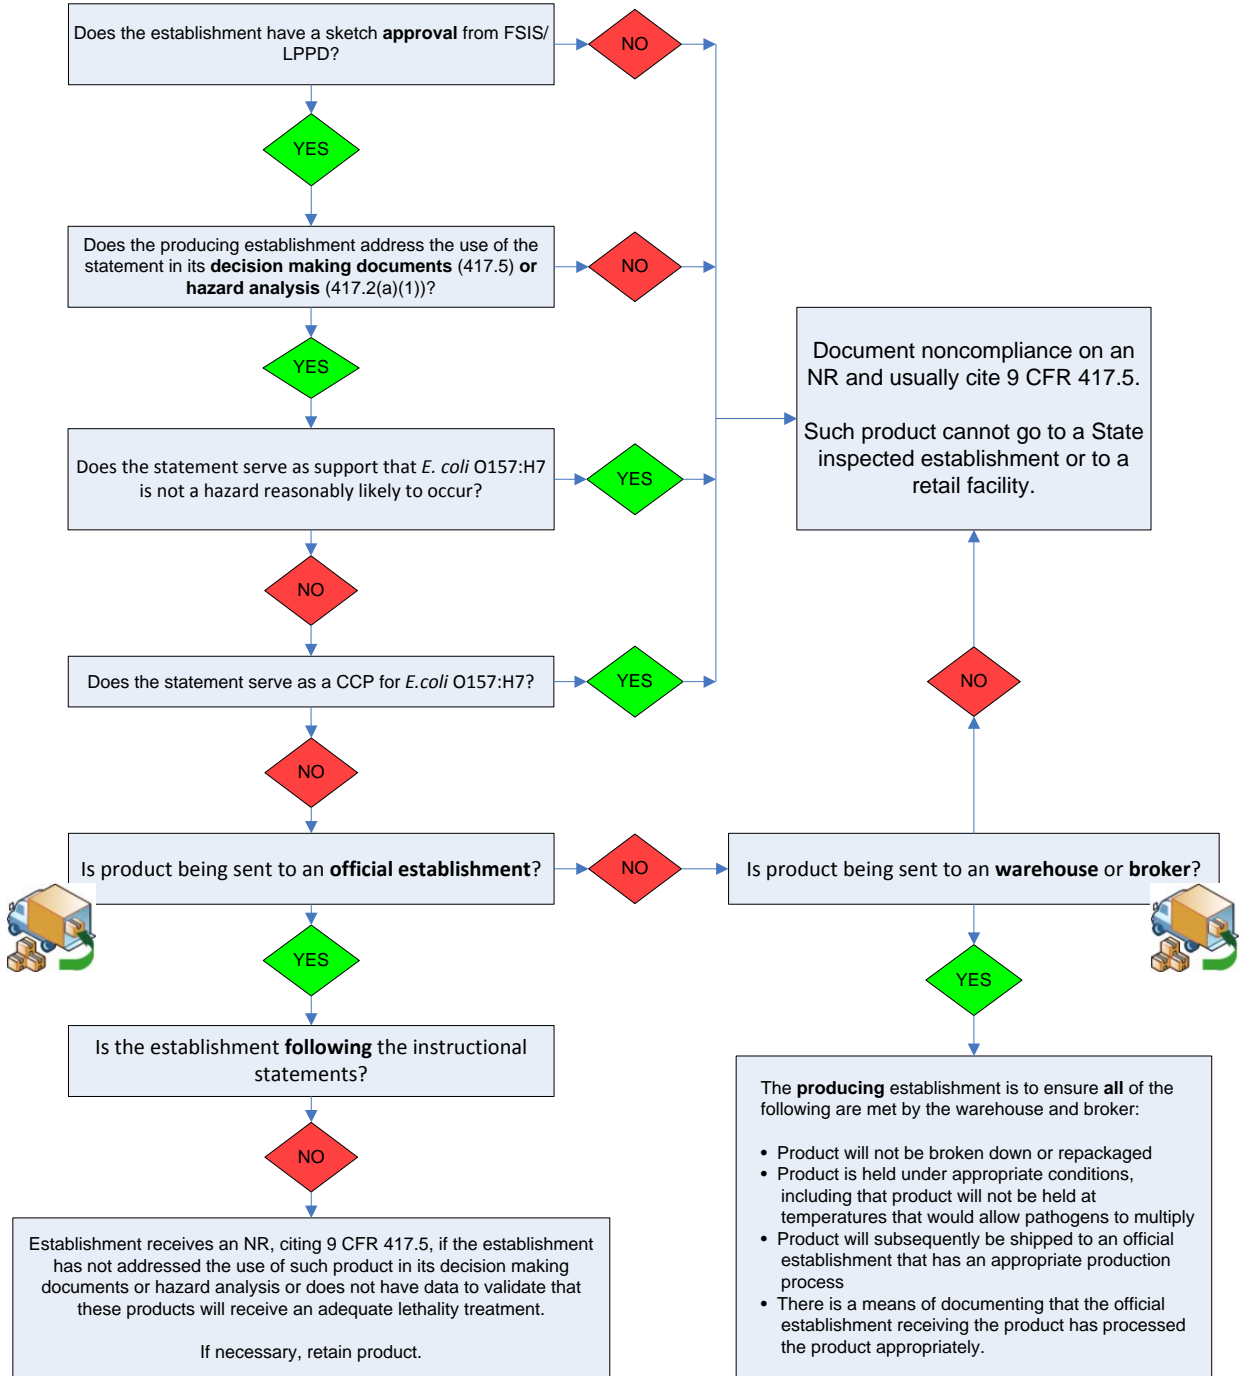 Does the establishment have a sketch approval from FSIS/
LPPD?
NO
YES
Does the producing establishment address the use of the
statement in its decision making documents (417.5) or
hazard analysis (417.2(a)(1))?
NO
YES
Document noncompliance on an
NR and usually cite 9 CFR 417.5.
Such product cannot go to a State
inspected establishment or to a
retail facility.
Does the statement serve as support that E. coli O157:H7
is not a hazard reasonably likely to occur?
YES
NO
Does the statement serve as a CCP for E.coli O157:H7?
YES
NO
NO
Is product being sent to an official establishment?
NO
Is product being sent to an warehouse or broker?
YES
YES
Is the establishment following the instructional
statements?
NO
Establishment receives an NR, citing 9 CFR 417.5, if the establishment
has not addressed the use of such product in its decision making
documents or hazard analysis or does not have data to validate that
these products will receive an adequate lethality treatment.
If necessary, retain product.
The producing establishment is to ensure all of the
following are met by the warehouse and broker:
• Product will not be broken down or repackaged
• Product is held under appropriate conditions,
including that product will not be held at
temperatures that would allow pathogens to multiply
• Product will subsequently be shipped to an official
establishment that has an appropriate production
process
• There is a means of documenting that the official
establishment receiving the product has processed
the product appropriately.